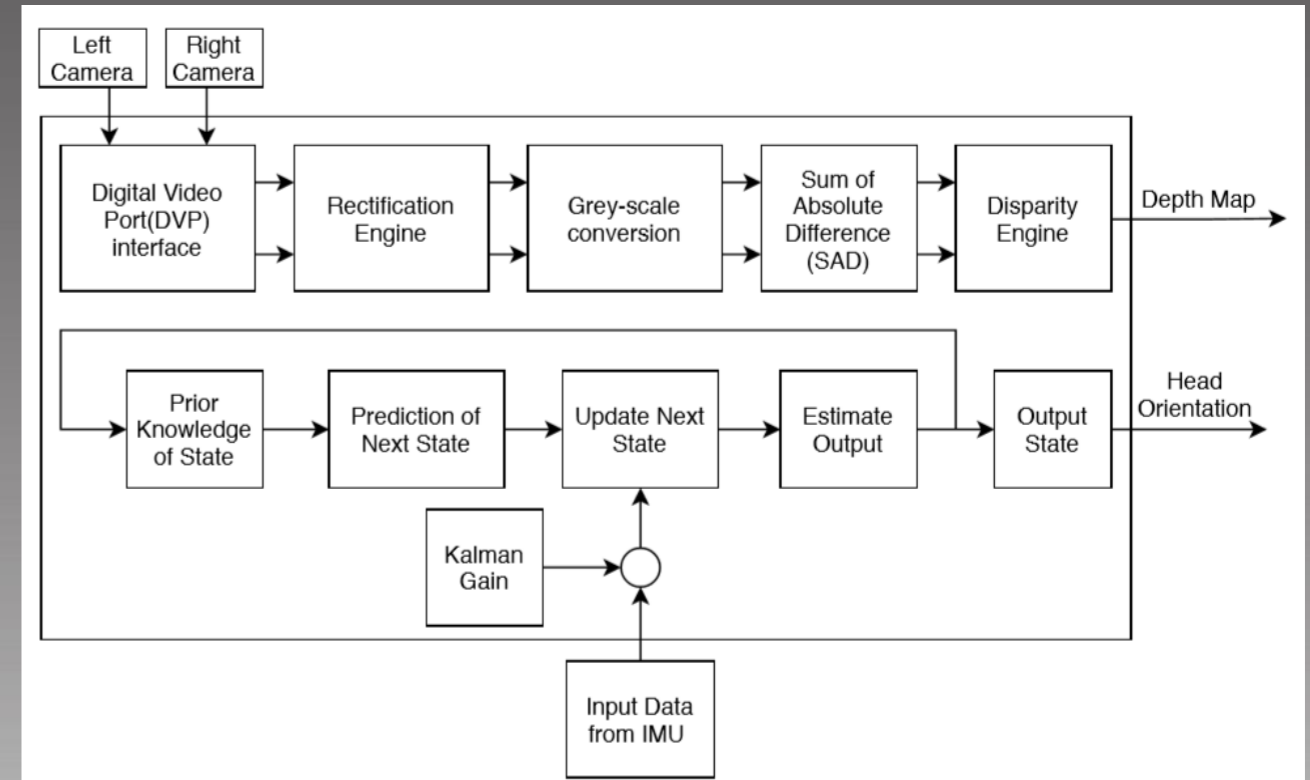 Left
Camera
Right
Camera
Digital Video
Port(DVP)
interface
Rectification
Engine
Grey-scale
conversion
Sum of
Absolute
Difference
(SAD)
Disparity
Engine
Depth Map
Prior
Knowledge
of State
Prediction of
Next State
Update Next
State
Estimate
Output
Output
State
Head
Orientation
Kalman
Gain
Input Data
from IMU